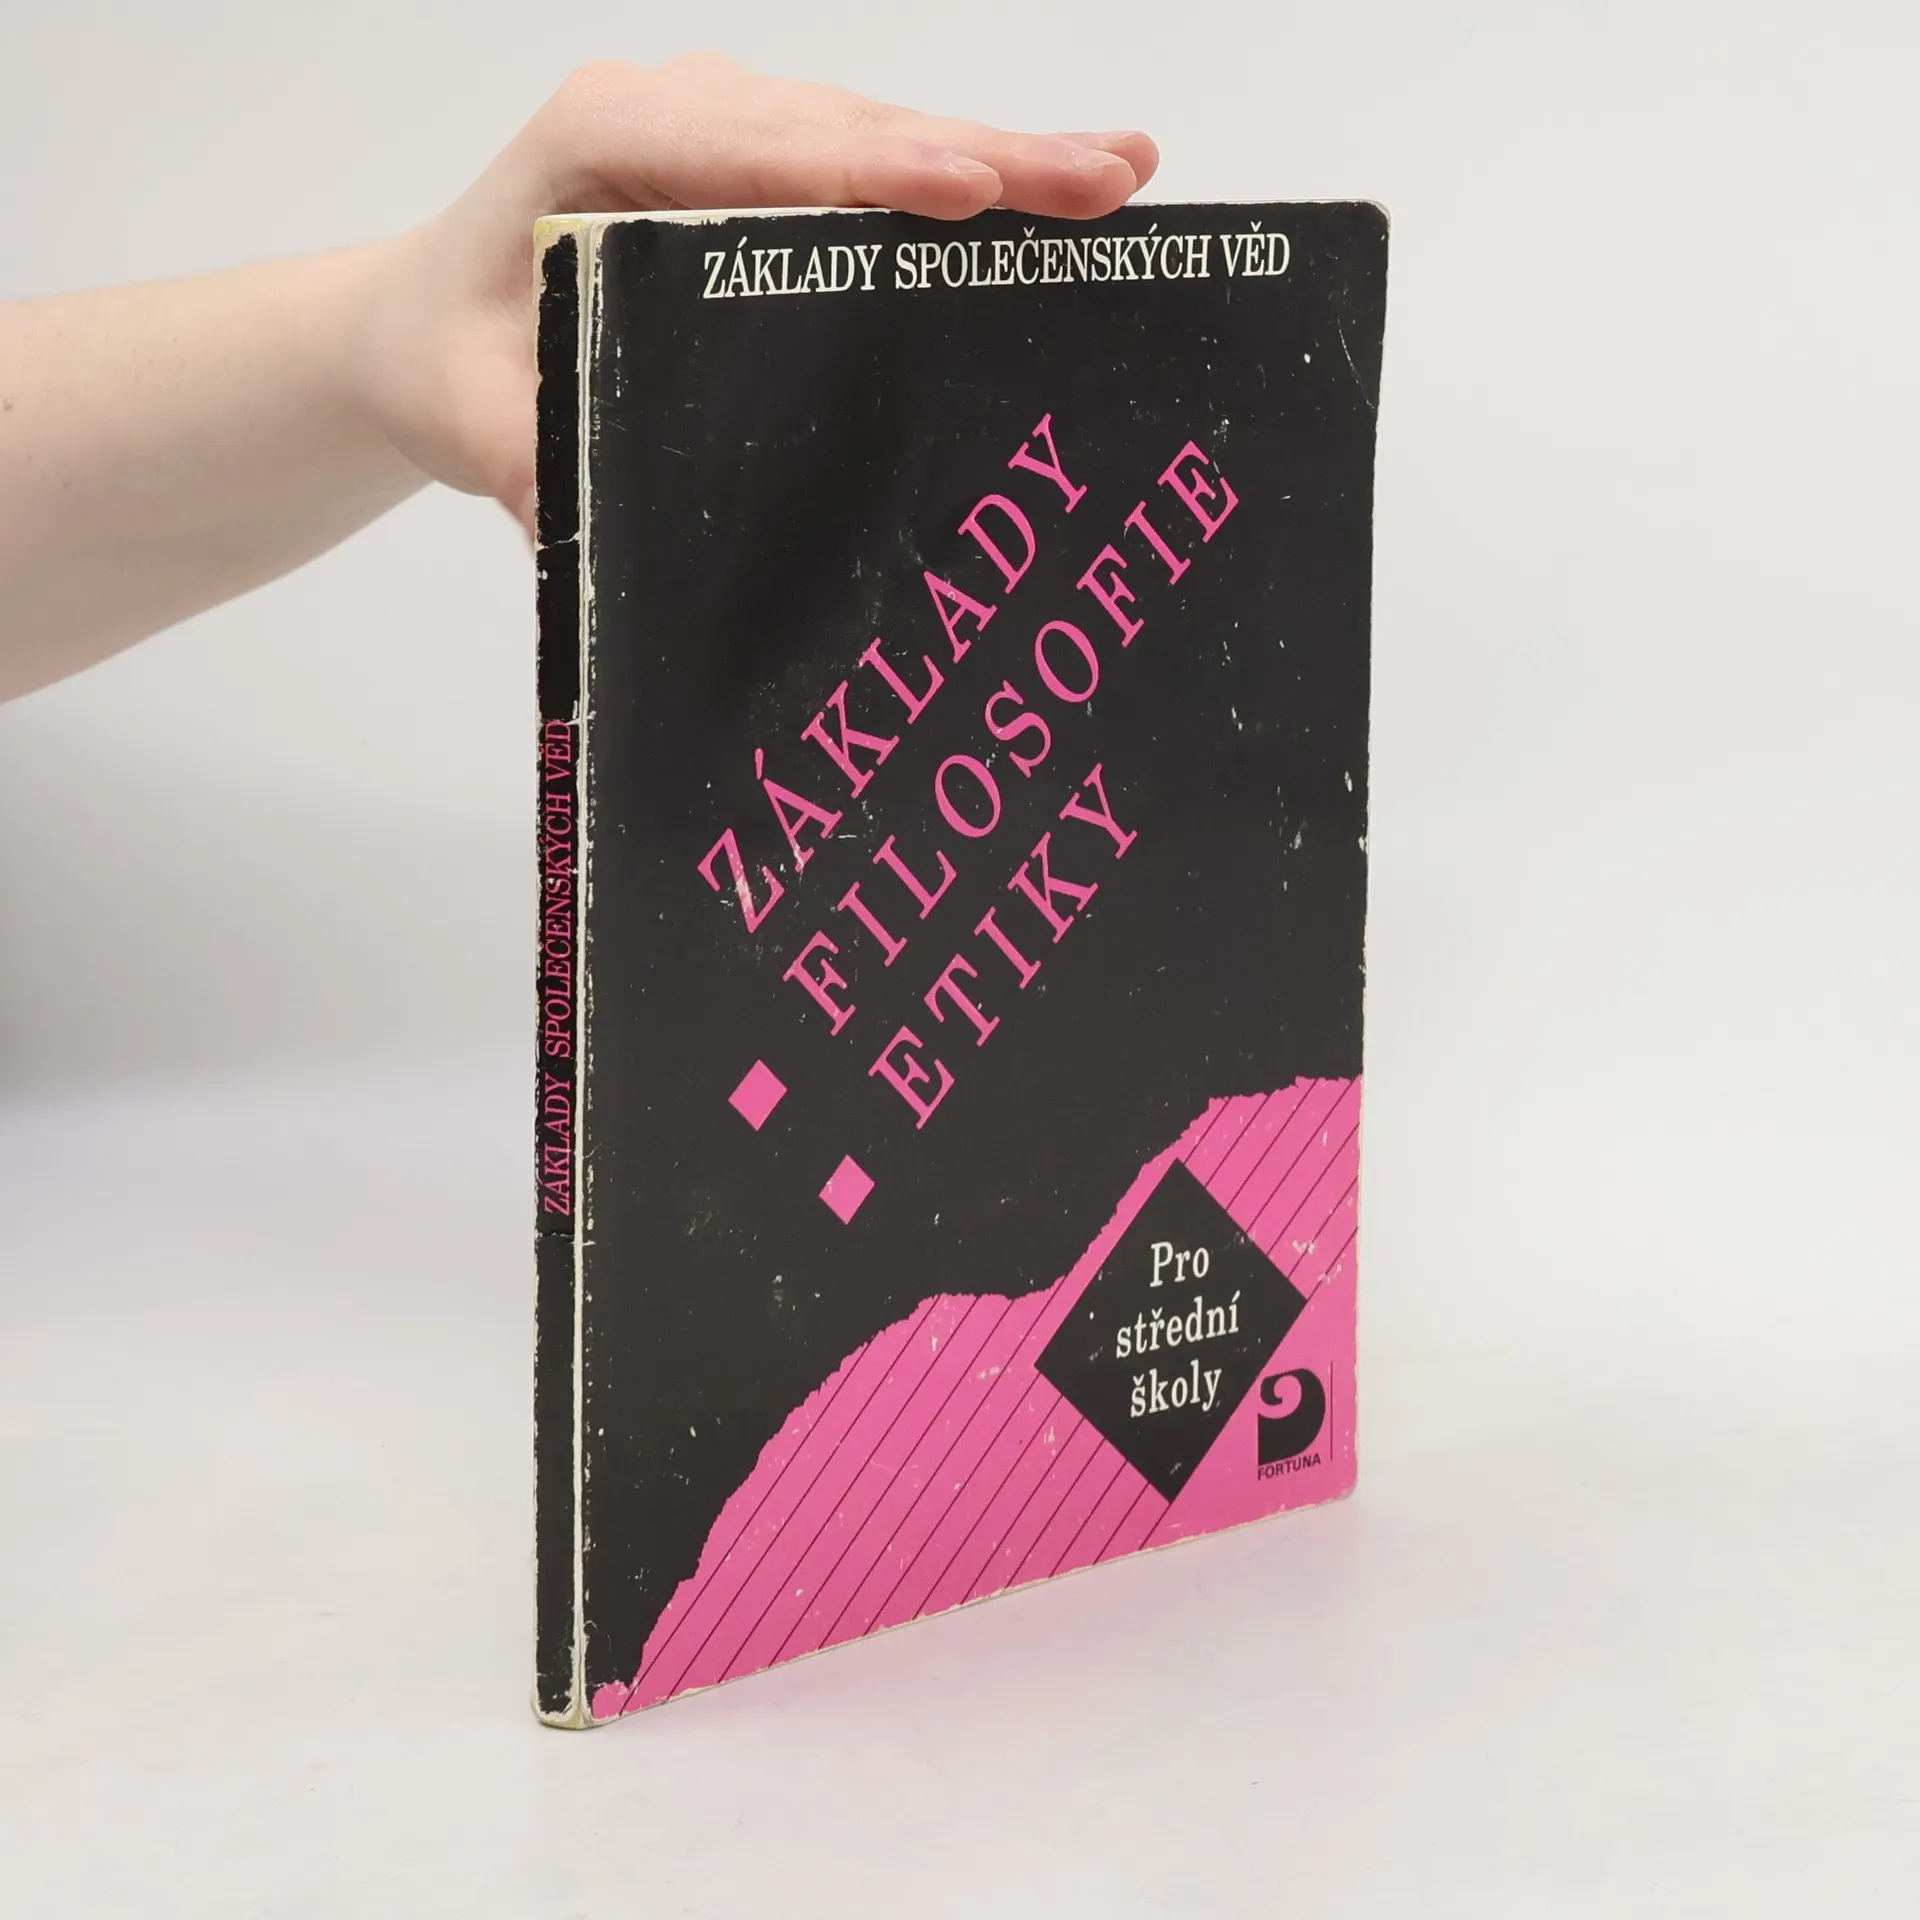 ZÁKLADY SPOLEČENSKÝCH VĚD
ZÁKLADY
FILOSOFIE
ETIKY
Pro
střední
školy
FORTUNA
ZÁKLADY SPOLEČENSKÝCH VĚD